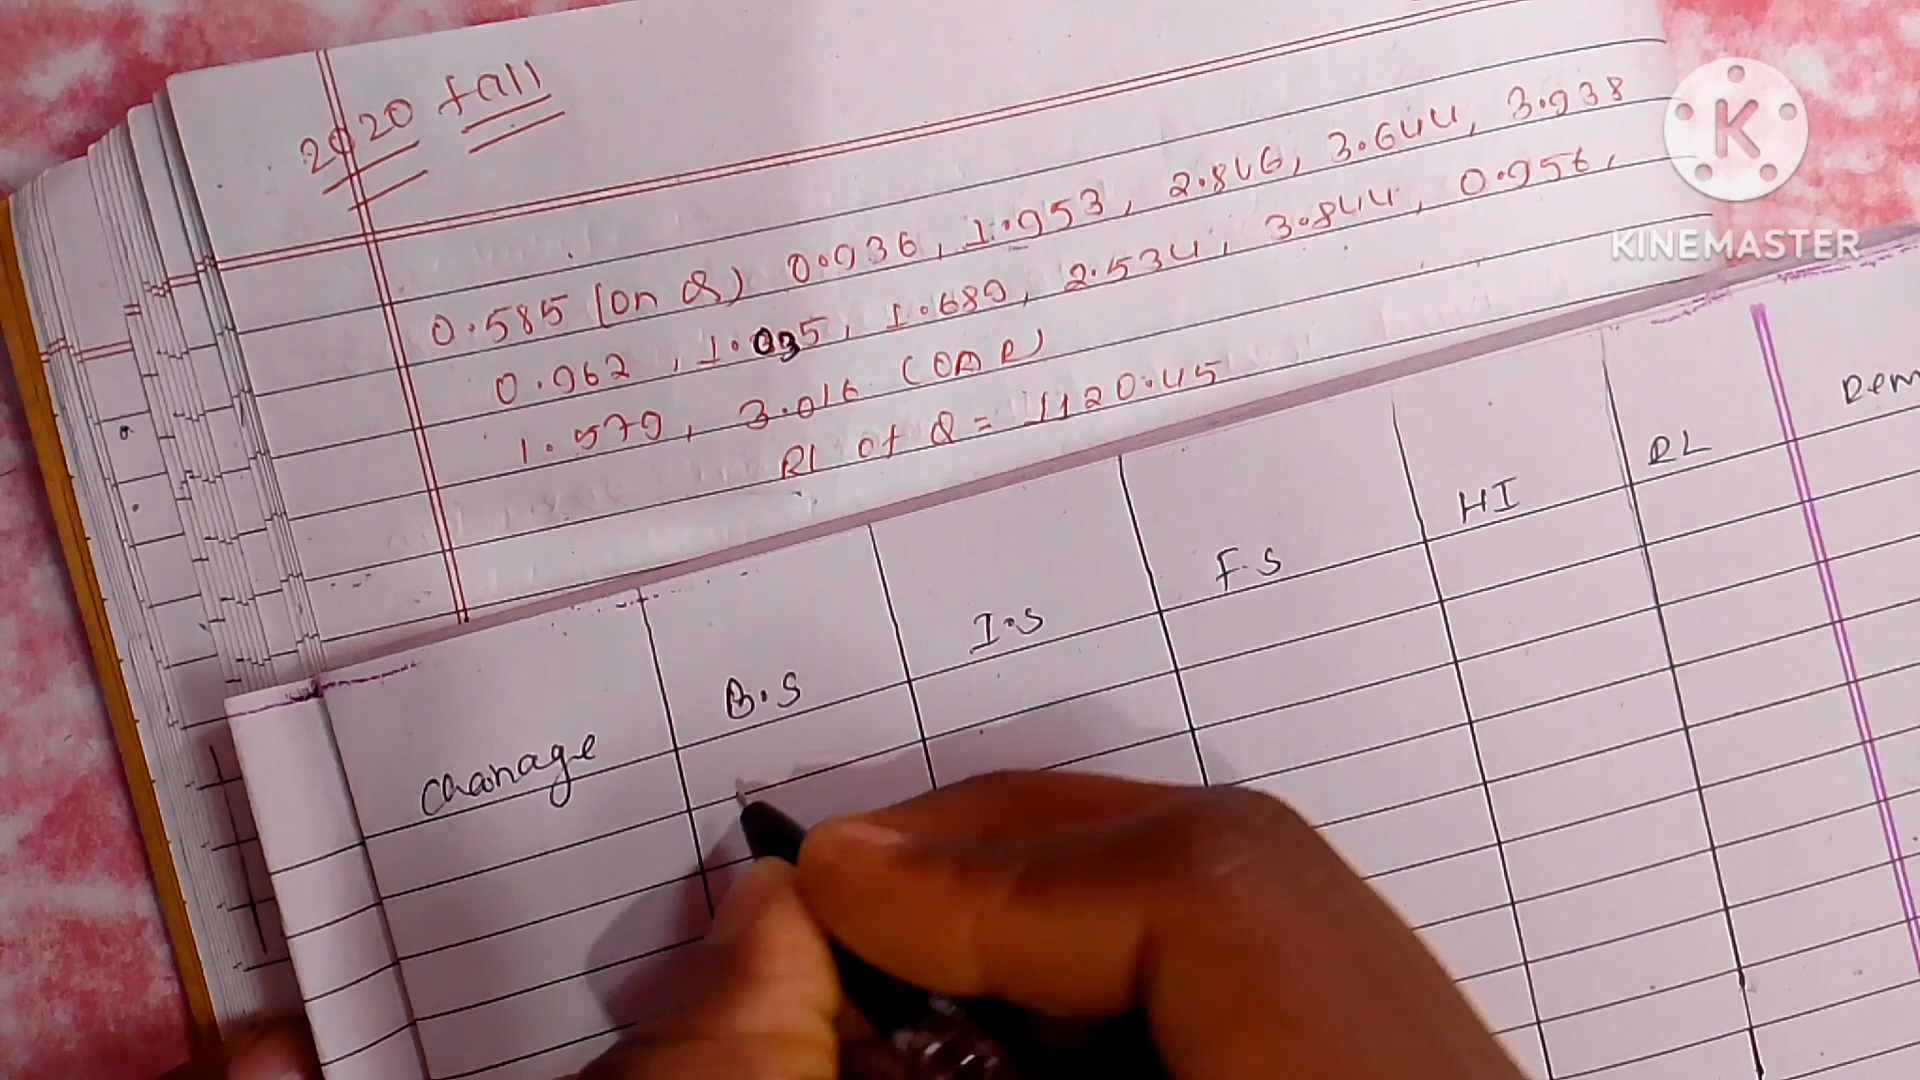 2020 fall
0.585 (on Q) 0.936, 1.953, 2.846, 3.644, 3.938
0.962, 1.035, 1.689, 2.534, 3.844, 0.956,
1.579, 3.016 (on R)
RL of Q = 1120.45
Chainage B.S I.S F.S HI RL Rem
K
KINEMASTER